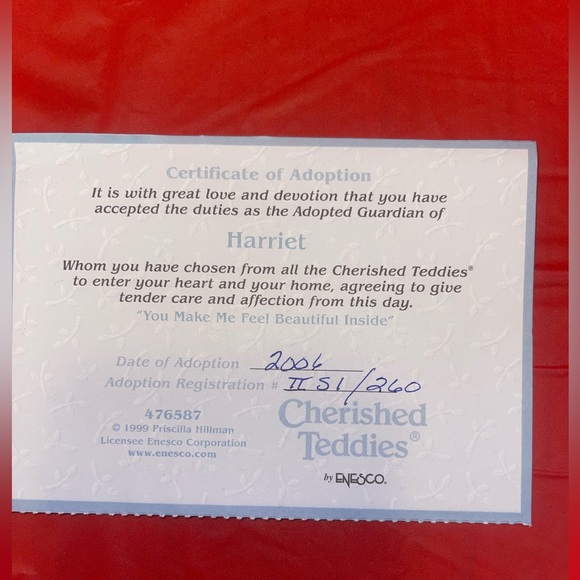 Certificate of Adoption
It is with great love and devotion that you have
accepted the duties as the Adopted Guardian of
Harriet
Whom you have chosen from all the Cherished Teddies®
to enter your heart and your home, agreeing to give
tender care and affection from this day.
"You Make Me Feel Beautiful Inside"
Date of Adoption 2006
Adoption Registration # II S1/260
476587
© 1999 Priscilla Hillman
Licensee Enesco Corporation
www.enesco.com
Cherished
Teddies®
by ENESCO®